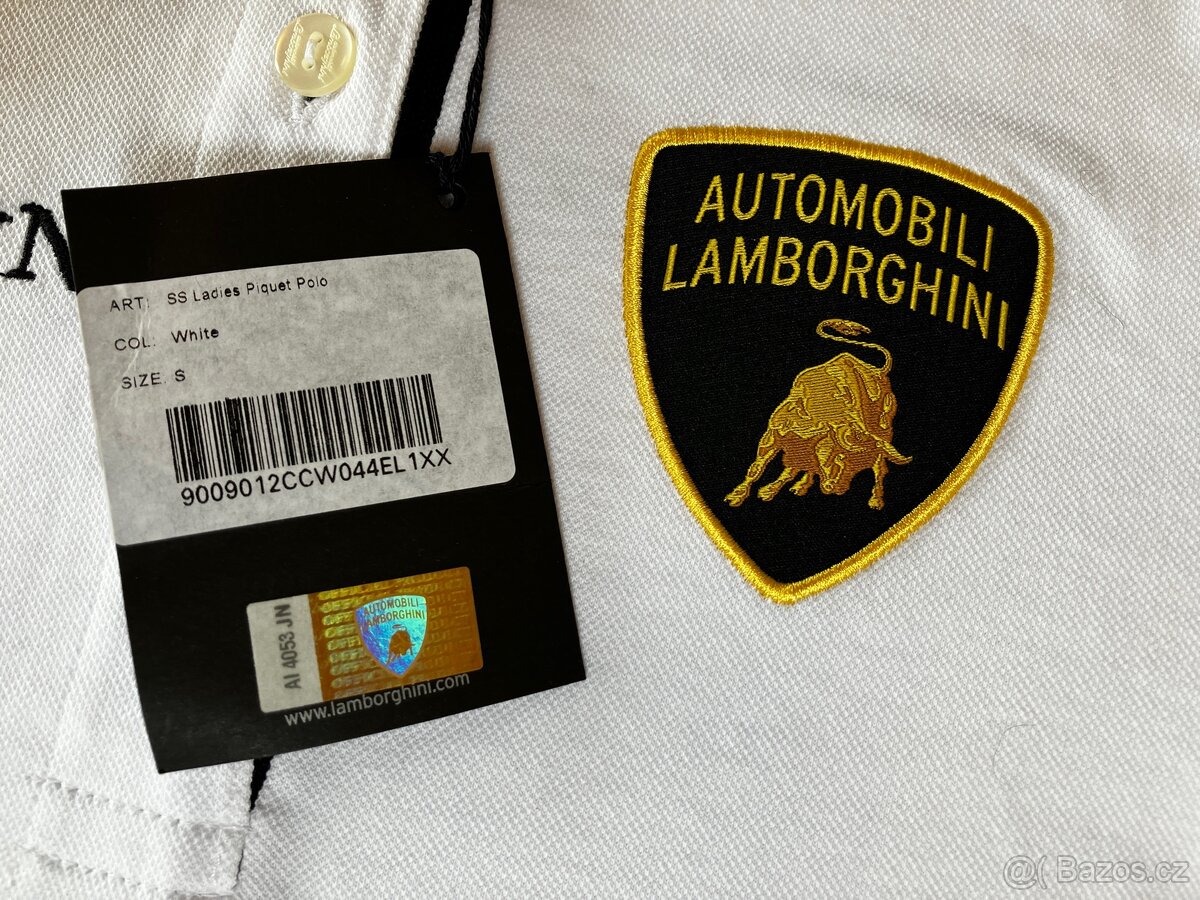 Lamborghini
N
ART: SS Ladies Piquet Polo
COL: White
SIZE. S
9009012CCW044EL1XX
AI 4053 JN
AUTOMOBILI
LAMBORGHINI
www.lamborghini.com
AUTOMOBILI
LAMBORGHINI
@( Bazos.cz